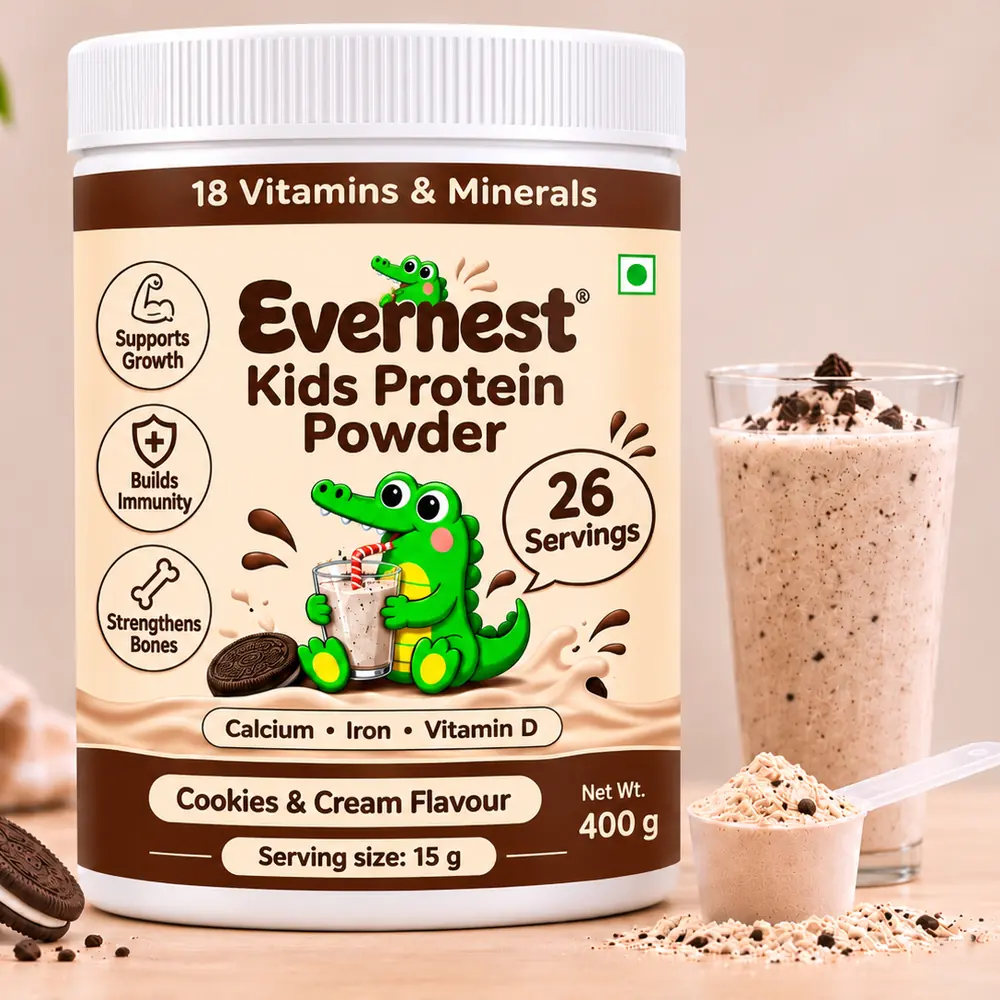 18 Vitamins & Minerals
Evernest®
Kids Protein
Powder
Supports
Growth
Builds
Immunity
Strengthens
Bones
26
Servings
Calcium • Iron • Vitamin D
Cookies & Cream Flavour
Net Wt.
400 g
Serving size: 15 g